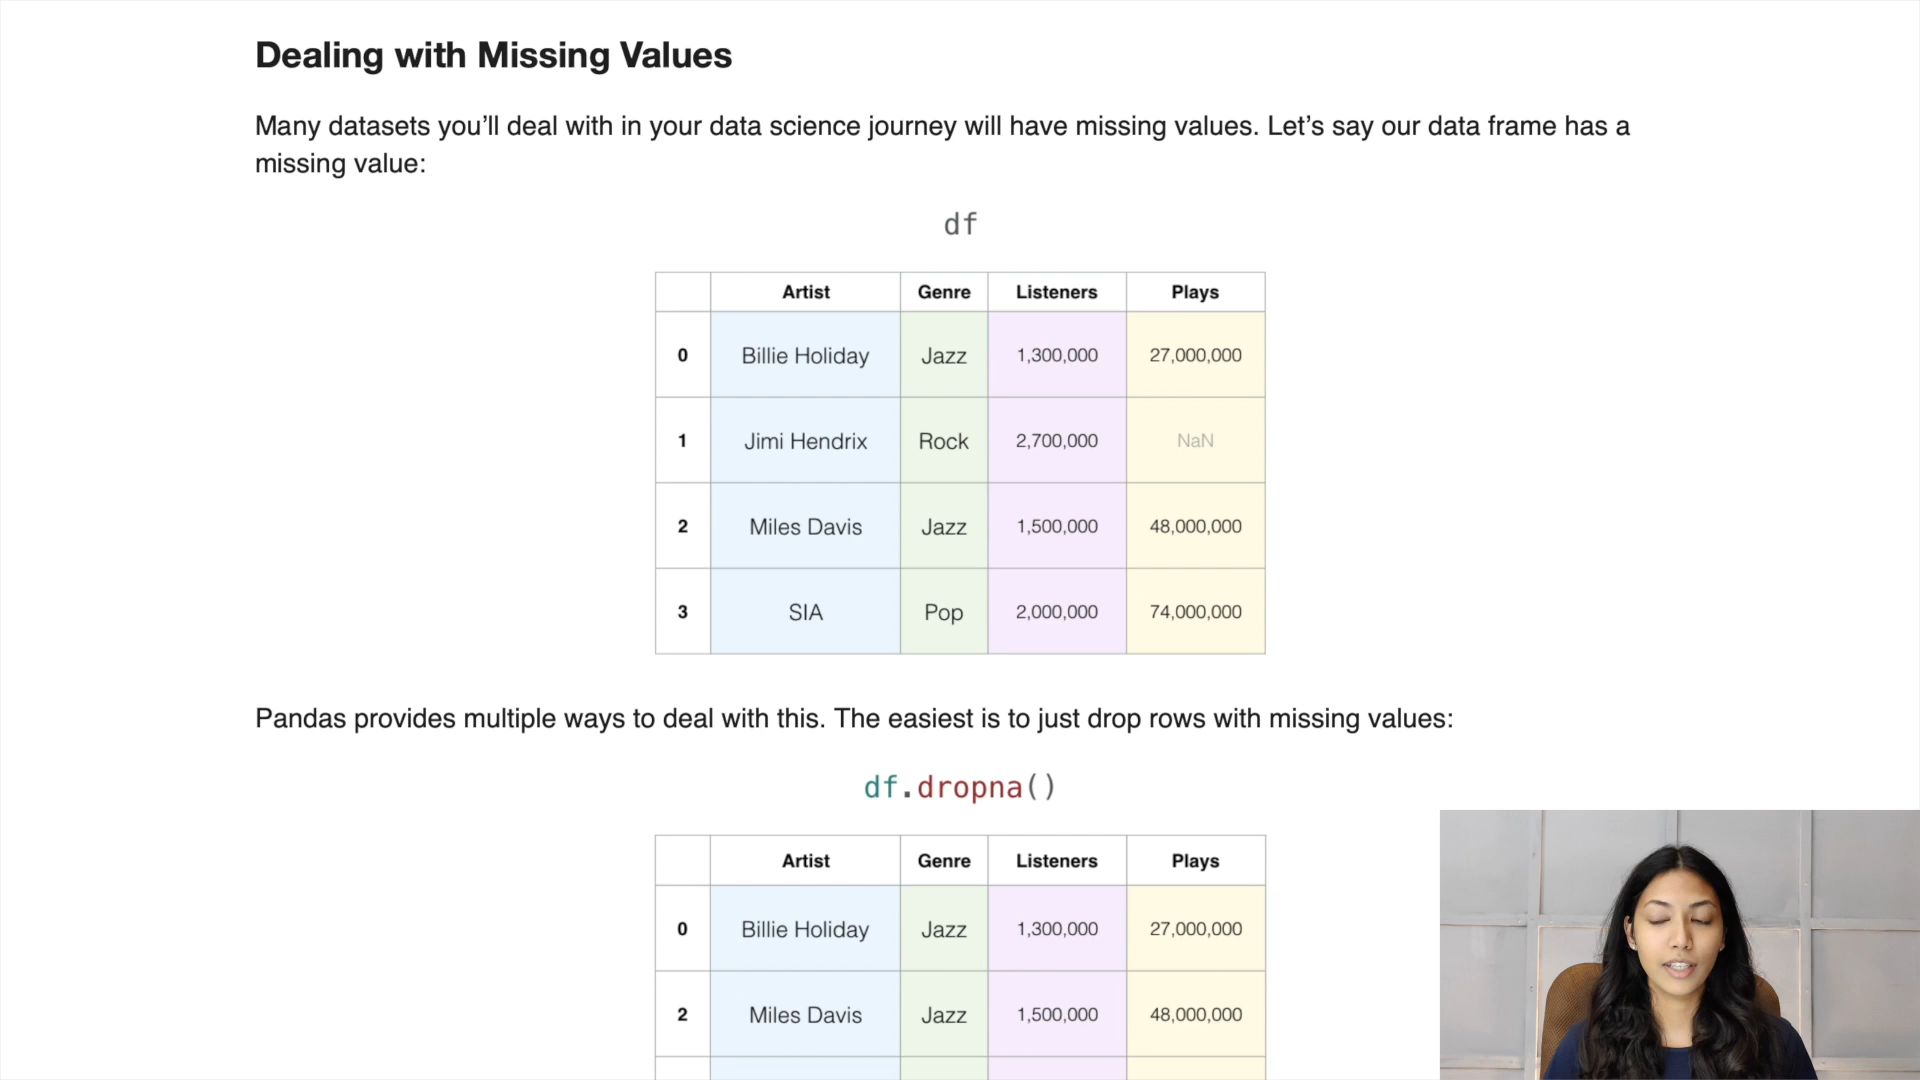 Dealing with Missing Values
Many datasets you’ll deal with in your data science journey will have missing values. Let’s say our data frame has a
missing value:
df
Artist Genre Listeners Plays
0 Billie Holiday Jazz 1,300,000 27,000,000
1 Jimi Hendrix Rock 2,700,000 NaN
2 Miles Davis Jazz 1,500,000 48,000,000
3 SIA Pop 2,000,000 74,000,000
Pandas provides multiple ways to deal with this. The easiest is to just drop rows with missing values:
df.dropna()
Artist Genre Listeners Plays
0 Billie Holiday Jazz 1,300,000 27,000,000
2 Miles Davis Jazz 1,500,000 48,000,000